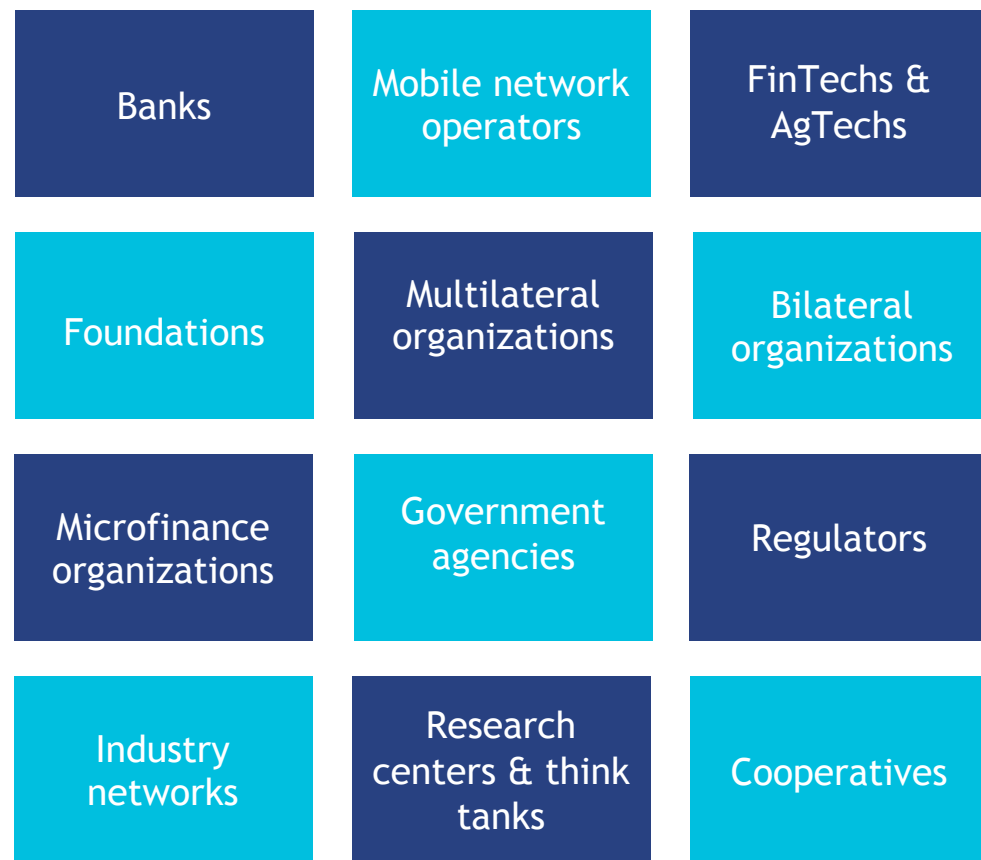 Banks
Mobile network
operators
FinTechs &
AgTechs
Foundations
Multilateral
organizations
Bilateral
organizations
Microfinance
organizations
Government
agencies
Regulators
Industry
networks
Research
centers & think
tanks
Cooperatives